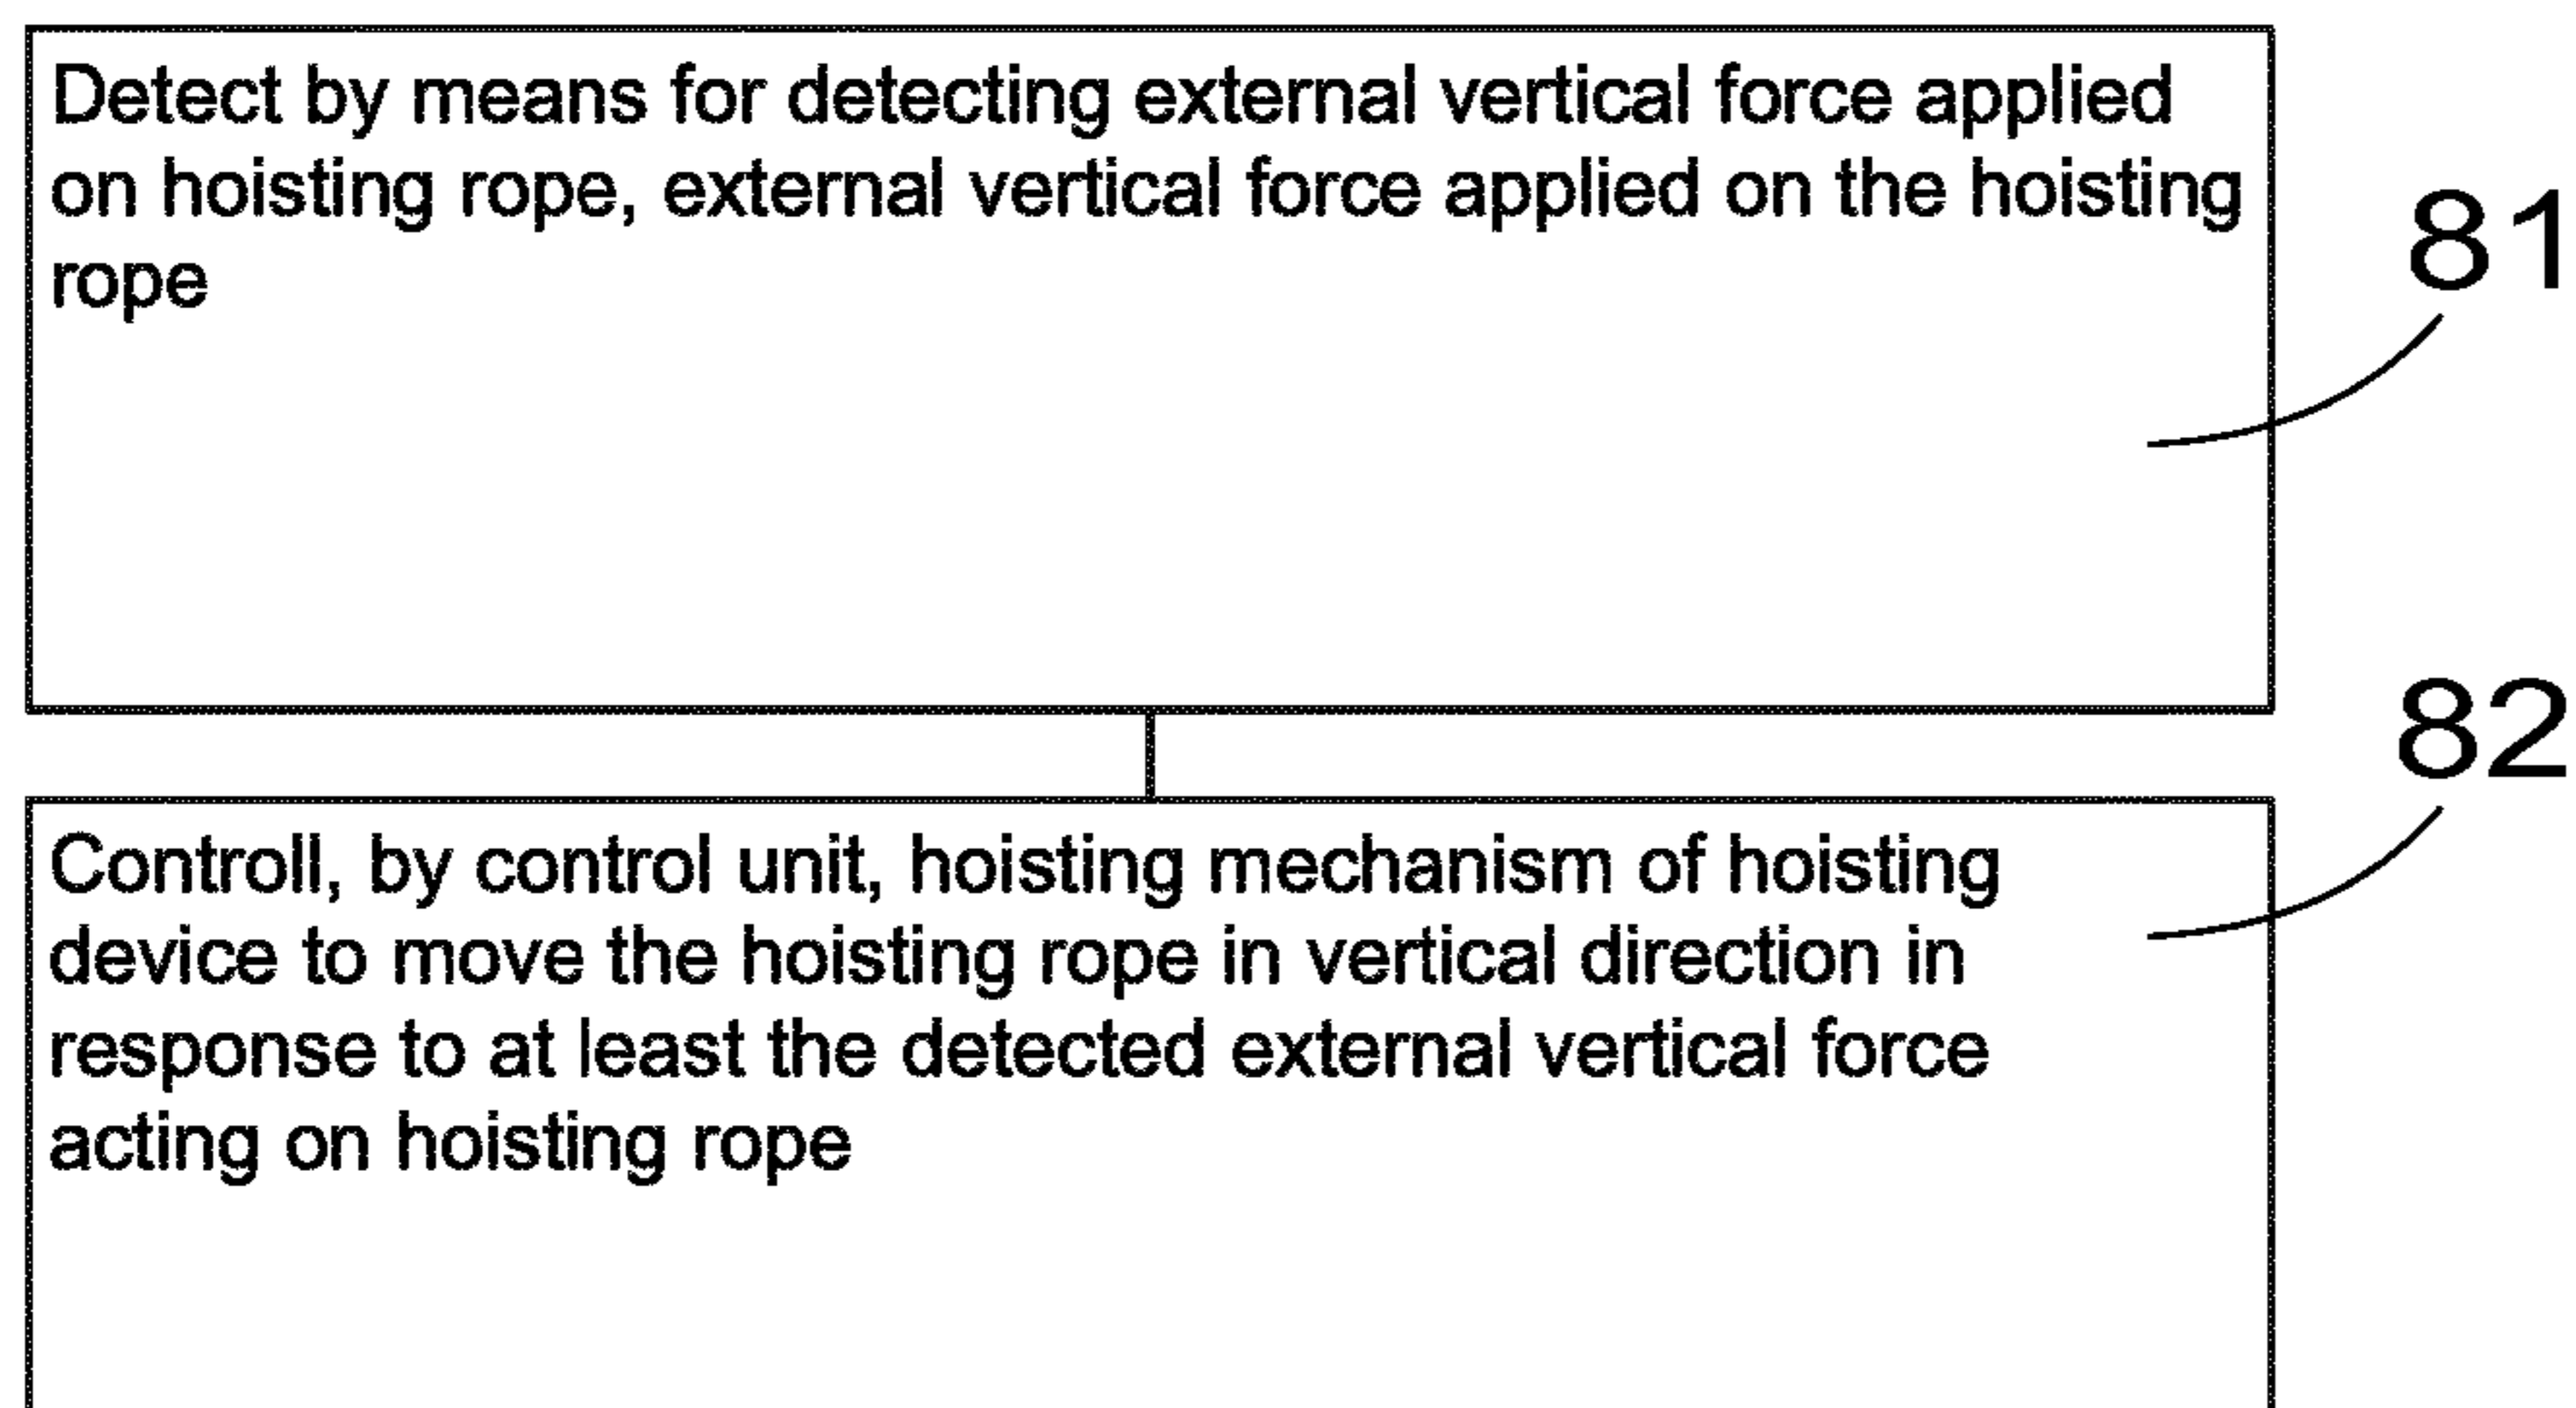 Detect by means for detecting external vertical force applied
on hoisting rope, external vertical force applied on the hoisting
rope
81
82
Controll, by control unit, hoisting mechanism of hoisting
device to move the hoisting rope in vertical direction in
response to at least the detected external vertical force
acting on hoisting rope